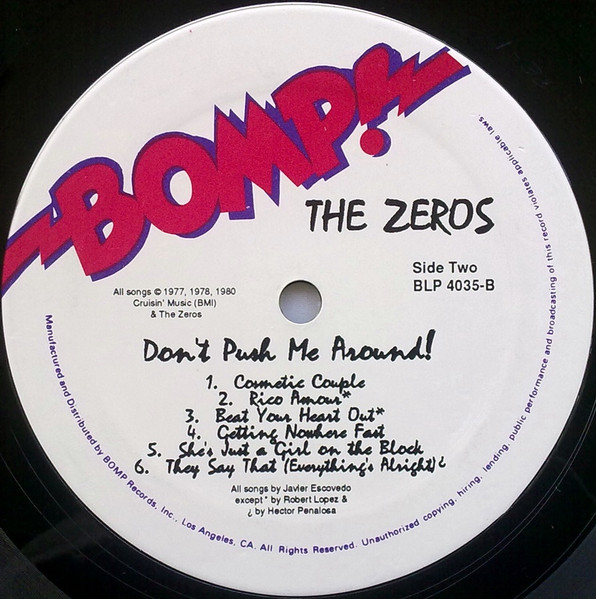 BOMP!
THE ZEROS
Side Two
BLP 4035-B
All songs © 1977, 1978, 1980
Cruisin' Music (BMI)
& The Zeros
Don't Push Me Around!
1. Cosmetic Couple
2. Rico Amour*
3. Beat Your Heart Out*
4. Getting Nowhere Fast
5. She's Just a Girl on the Block
6. They Say That (Everything's Alright)¿
All songs by Javier Escovedo
except * by Robert Lopez &
¿ by Hector Penalosa
Manufactured and Distributed by BOMP Records, Inc., Los Angeles, CA. All Rights Reserved. Unauthorized copying, hiring, lending, public performance and broadcasting of this record violates applicable laws